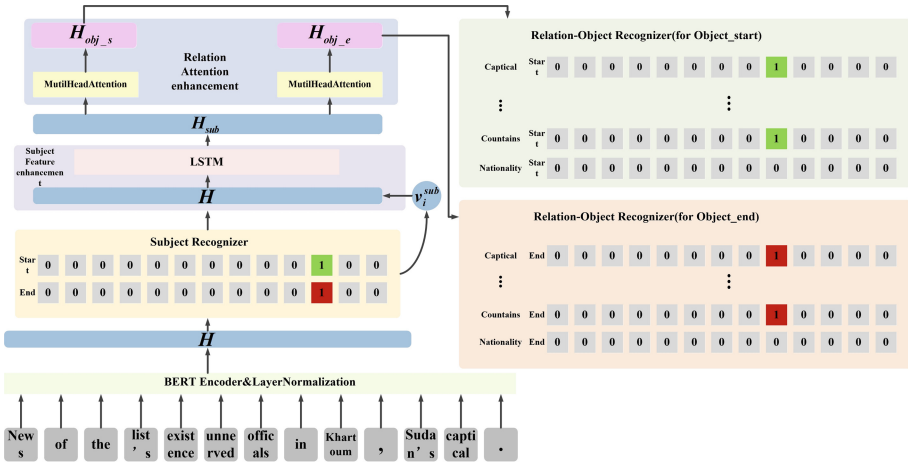 H_obj_s
H_obj_e
Relation
Attention
enhancement
MutilHeadAttention
MutilHeadAttention
H_sub
Subject
Feature
enhancemen
t
LSTM
H
v_i^sub
Subject Recognizer
Star
t
0 0 0 0 0 0 0 0 0 0 1 0 0
End
0 0 0 0 0 0 0 0 0 0 1 0 0
H
BERT Encoder&LayerNormalization
New
s
of
the
list
's
exist
ence
unne
rved
offic
als
in
Khart
oum
,
Suda
n's
capti
cal
.
Relation-Object Recognizer(for Object_start)
Captical
Star
t
0 0 0 0 0 0 0 0 1 0 0 0 0
Countains
Star
t
0 0 0 0 0 0 0 0 1 0 0 0 0
Nationality
Star
t
0 0 0 0 0 0 0 0 0 0 0 0 0
Relation-Object Recognizer(for Object_end)
Captical End 0 0 0 0 0 0 0 0 1 0 0 0 0
Countains End 0 0 0 0 0 0 0 0 1 0 0 0 0
Nationality End 0 0 0 0 0 0 0 0 0 0 0 0 0